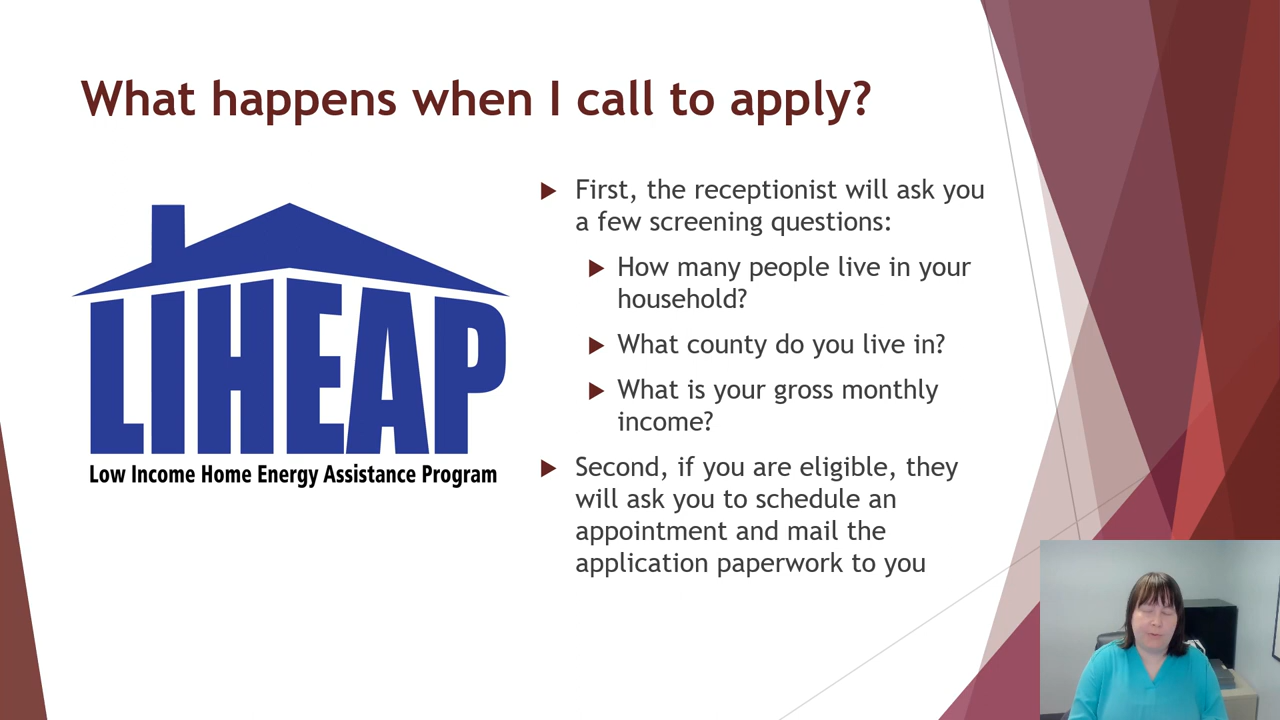 What happens when I call to apply?
LIHEAP
Low Income Home Energy Assistance Program
First, the receptionist will ask you
a few screening questions:
How many people live in your
household?
What county do you live in?
What is your gross monthly
income?
Second, if you are eligible, they
will ask you to schedule an
appointment and mail the
application paperwork to you